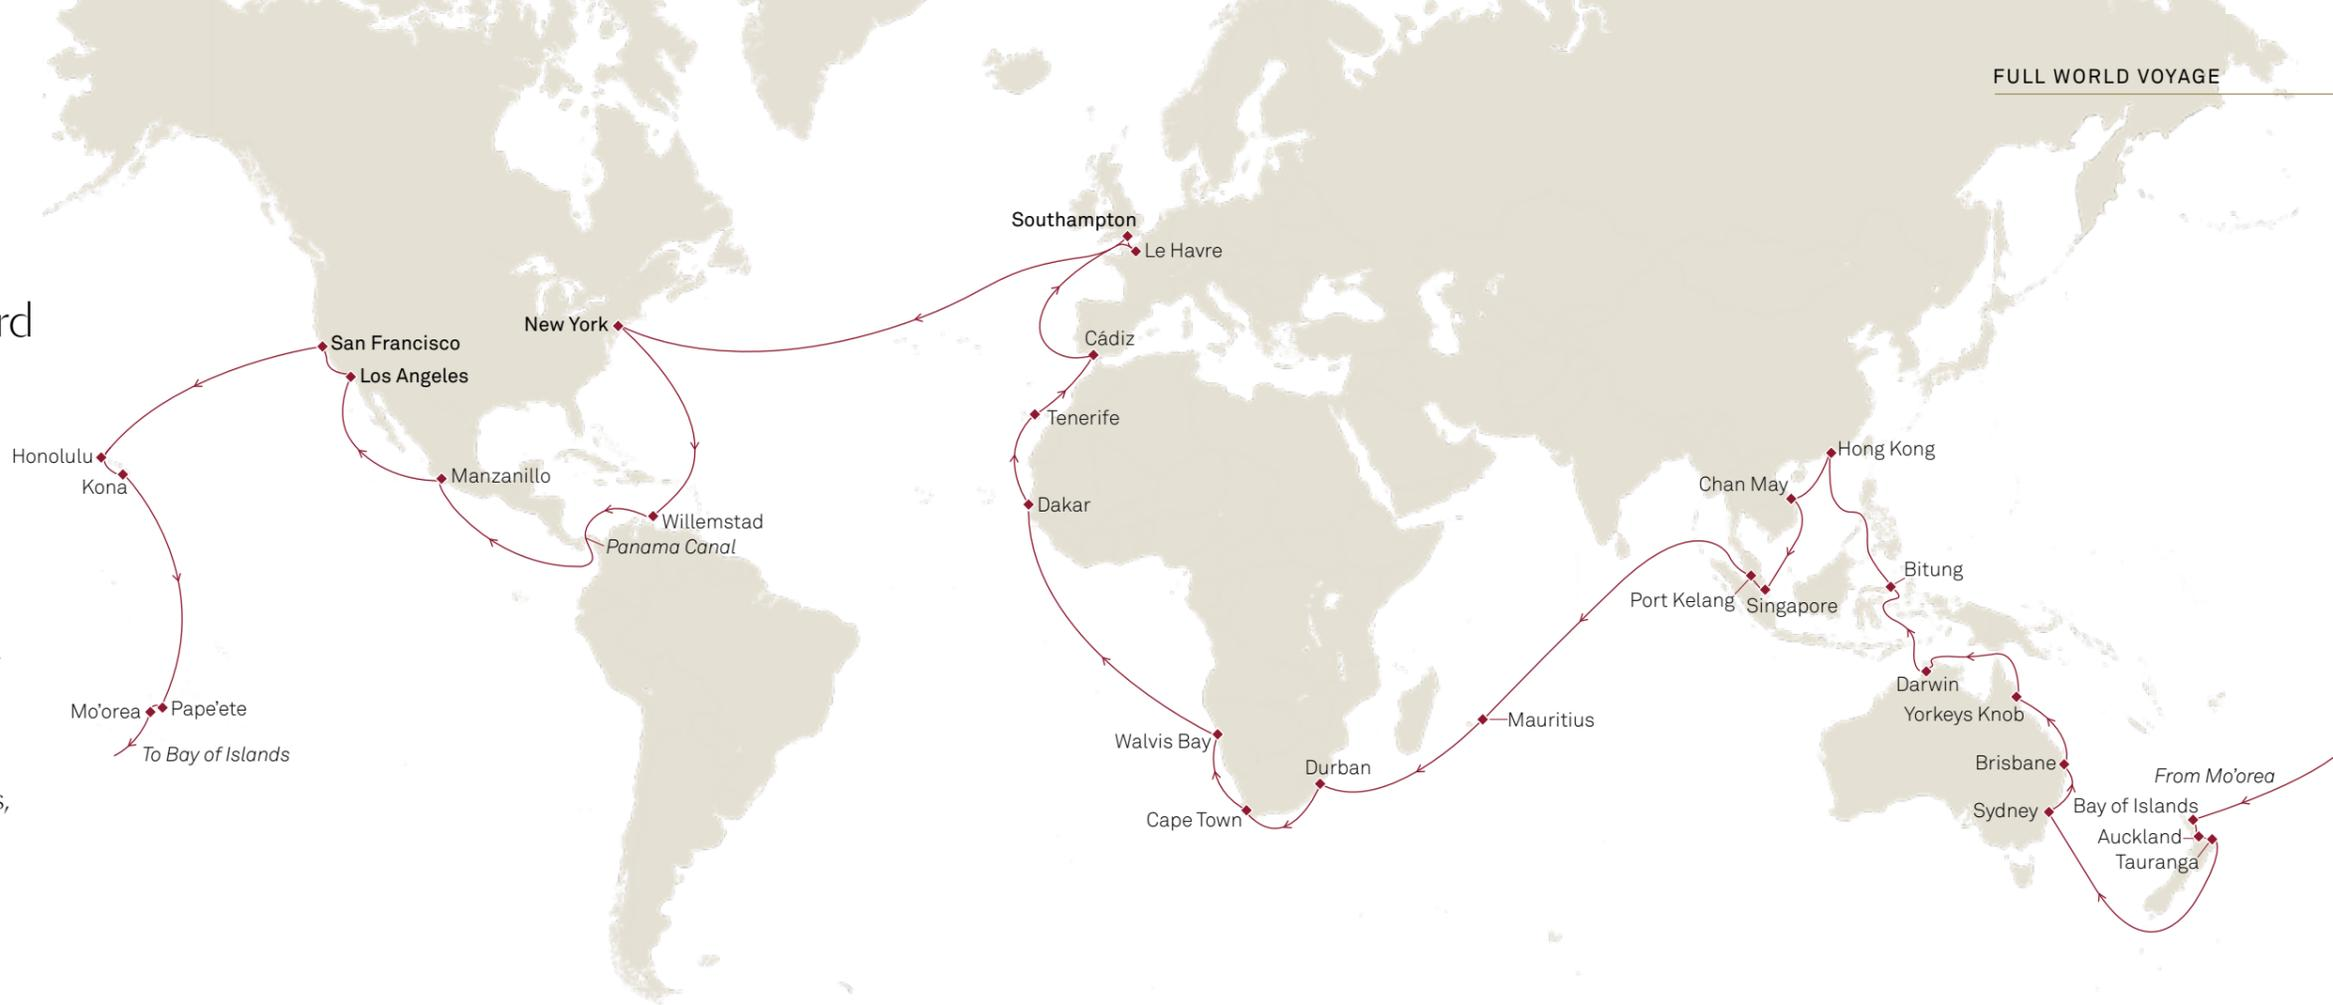 FULL WORLD VOYAGE
Southampton
Le Havre
rd
New York
Cádiz
San Francisco
Los Angeles
Tenerife
Honolulu
Kona
Manzanillo
Hong Kong
Chan May
Dakar
Willemstad
Panama Canal
Bitung
Port Kelang
Singapore
Darwin
Mo’orea
Pape’ete
Yorkeys Knob
Mauritius
Walvis Bay
To Bay of Islands
Durban
Brisbane
From Mo’orea
s,
Cape Town
Sydney
Bay of Islands
Auckland
Tauranga